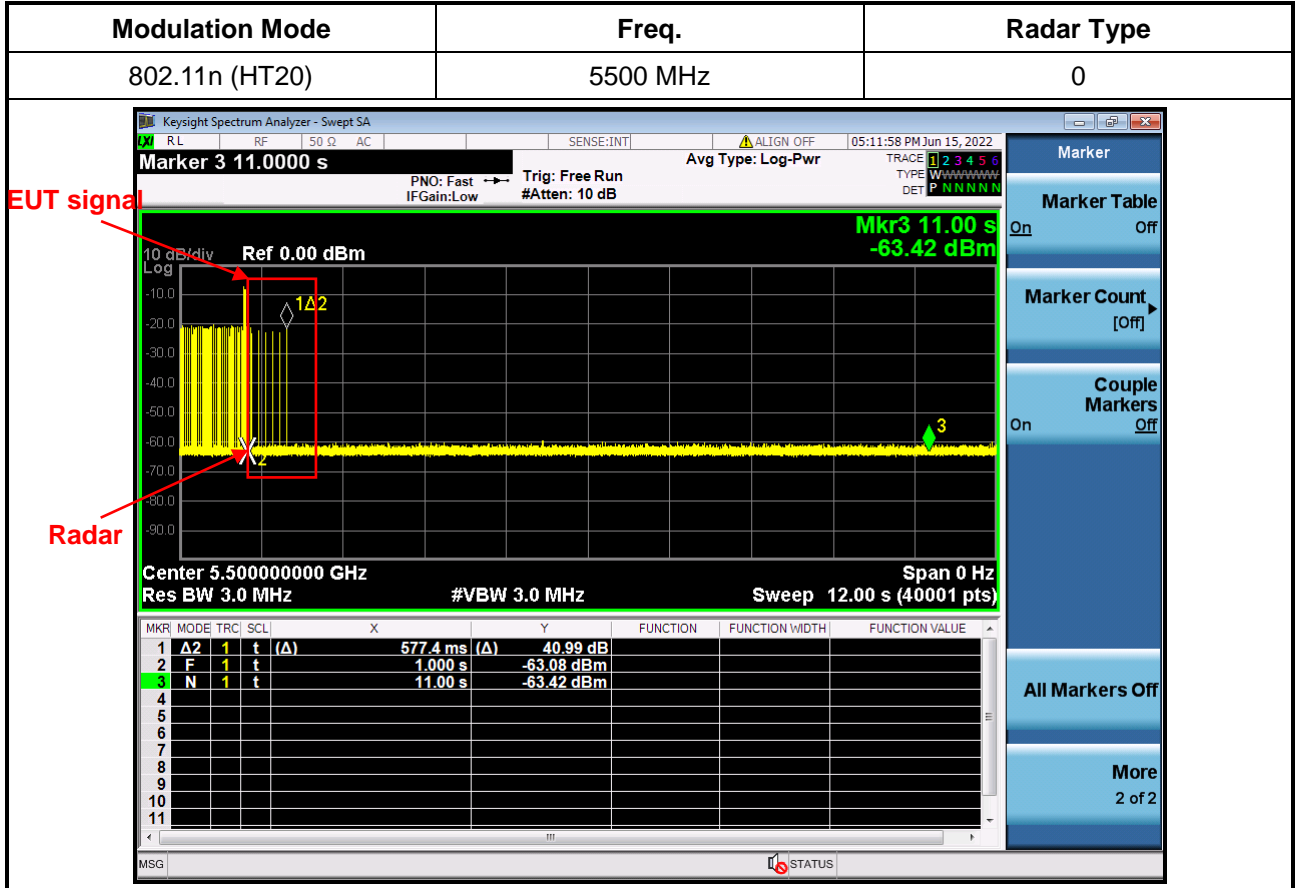 Modulation Mode Freq. Radar Type
802.11n (HT20) 5500 MHz 0
Keysight Spectrum Analyzer - Swept SA
LXI RL RF 50 Ω AC SENSE:INT ALIGN OFF 05:11:58 PM Jun 15, 2022
Marker 3 11.0000 s
PNO: Fast
IFGain:Low
Trig: Free Run
#Atten: 10 dB
Avg Type: Log-Pwr
TRACE 1 2 3 4 5 6
TYPE WWWWWWW
DET P N N N N N
Marker
EUT signal
Mkr3 11.00 s
-63.42 dBm
10 dB/div Ref 0.00 dBm
Log
-10.0
-20.0
-30.0
-40.0
-50.0
-60.0
-70.0
-80.0
-90.0
1Δ2
2
3
Radar
Center 5.500000000 GHz Span 0 Hz
Res BW 3.0 MHz #VBW 3.0 MHz Sweep 12.00 s (40001 pts)
MKR MODE TRC SCL X Y FUNCTION FUNCTION WIDTH FUNCTION VALUE
1 Δ2 1 t (Δ) 577.4 ms (Δ) 40.99 dB
2 F 1 t 1.000 s -63.08 dBm
3 N 1 t 11.00 s -63.42 dBm
4
5
6
7
8
9
10
11
MSG STATUS
Marker Table
On Off
Marker Count
[Off]
Couple
Markers
On Off
All Markers Off
More
2 of 2